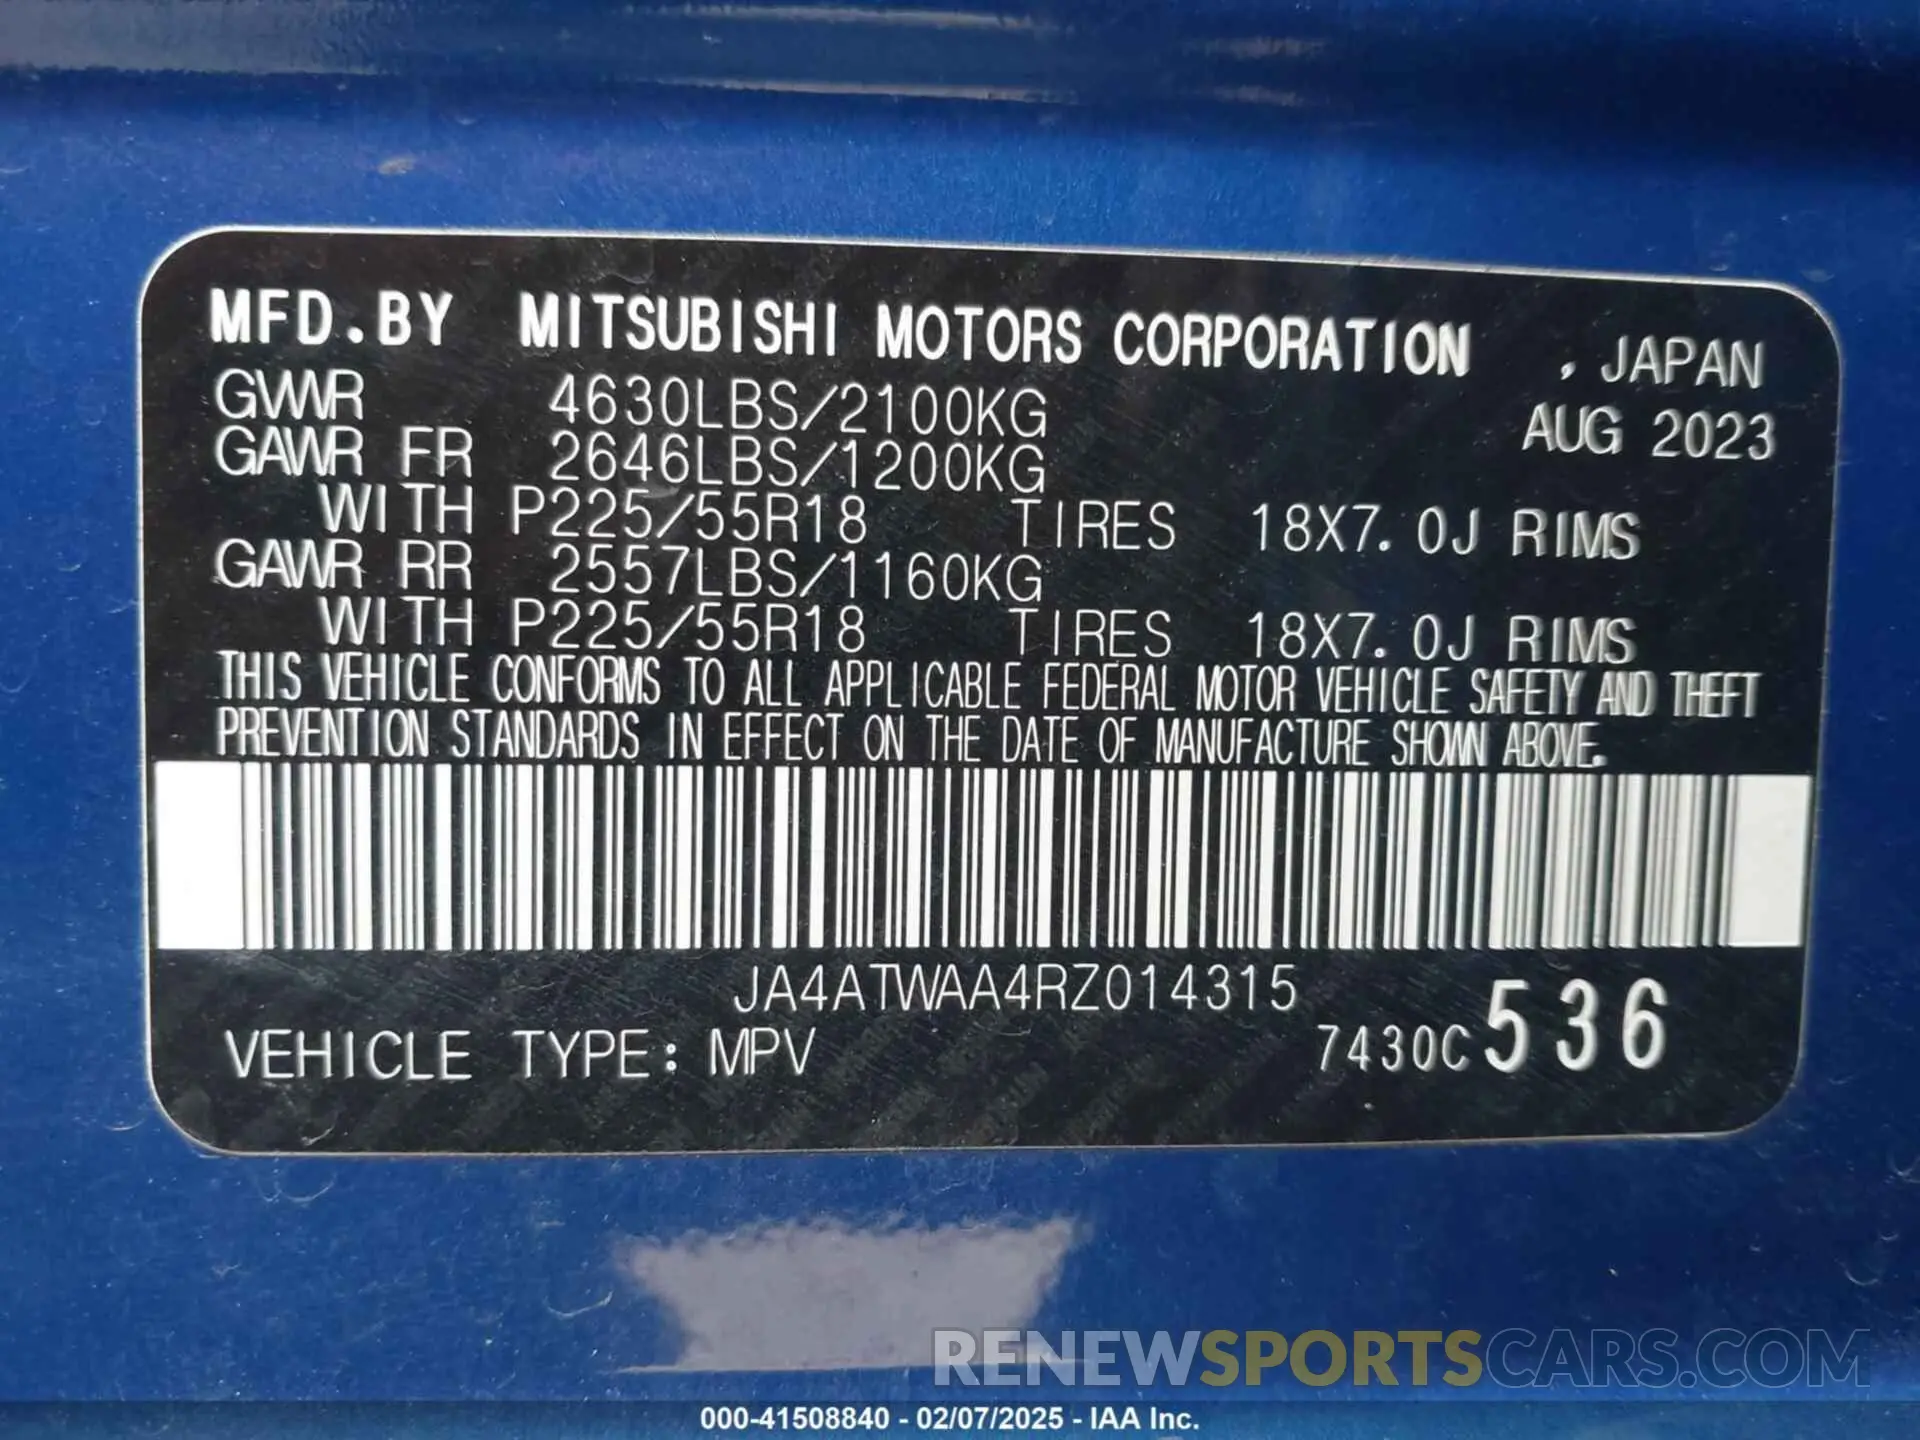 MFD.BY MITSUBISHI MOTORS CORPORATION , JAPAN
GVWR 4630LBS/2100KG AUG 2023
GAWR FR 2646LBS/1200KG
WITH P225/55R18 TIRES 18X7.0J RIMS
GAWR RR 2557LBS/1160KG
WITH P225/55R18 TIRES 18X7.0J RIMS
THIS VEHICLE CONFORMS TO ALL APPLICABLE FEDERAL MOTOR VEHICLE SAFETY AND THEFT
PREVENTION STANDARDS IN EFFECT ON THE DATE OF MANUFACTURE SHOWN ABOVE.
JA4ATWAA4RZ014315
VEHICLE TYPE: MPV 7430C 536
RENEWSPORTSCARS.COM
000-41508840 - 02/07/2025 - IAA Inc.